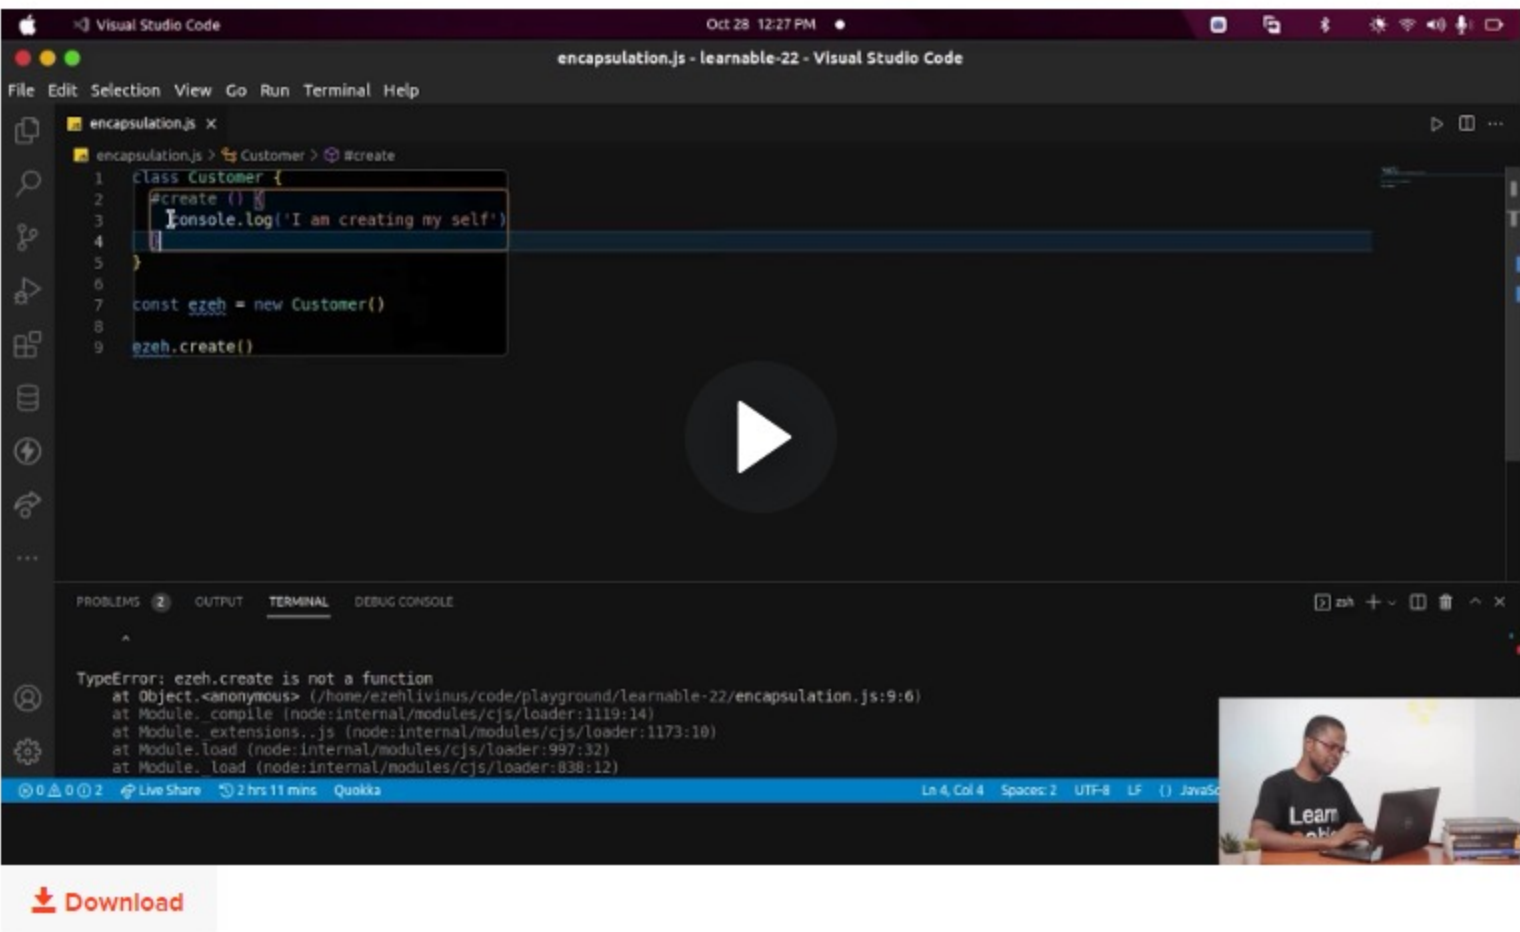 Visual Studio Code
Oct 28 12:27 PM
encapsulation.js - learnable-22 - Visual Studio Code
File Edit Selection View Go Run Terminal Help
encapsulation.js ×
encapsulation.js > Customer > #create
1 class Customer {
2 #create () {
3 console.log('I am creating my self')
4 }
5 }
6
7 const ezeh = new Customer()
8
9 ezeh.create()
PROBLEMS 2 OUTPUT TERMINAL DEBUG CONSOLE
zsh
^
TypeError: ezeh.create is not a function
at Object.<anonymous> (/home/ezehlivinus/code/playground/learnable-22/encapsulation.js:9:6)
at Module._compile (node:internal/modules/cjs/loader:1119:14)
at Module._extensions..js (node:internal/modules/cjs/loader:1173:10)
at Module.load (node:internal/modules/cjs/loader:997:32)
at Module._load (node:internal/modules/cjs/loader:838:12)
0 0 2 Live Share 2 hrs 11 mins Quokka
Ln 4, Col 4 Spaces: 2 UTF-8 LF {} JavaSc
Learn
Download